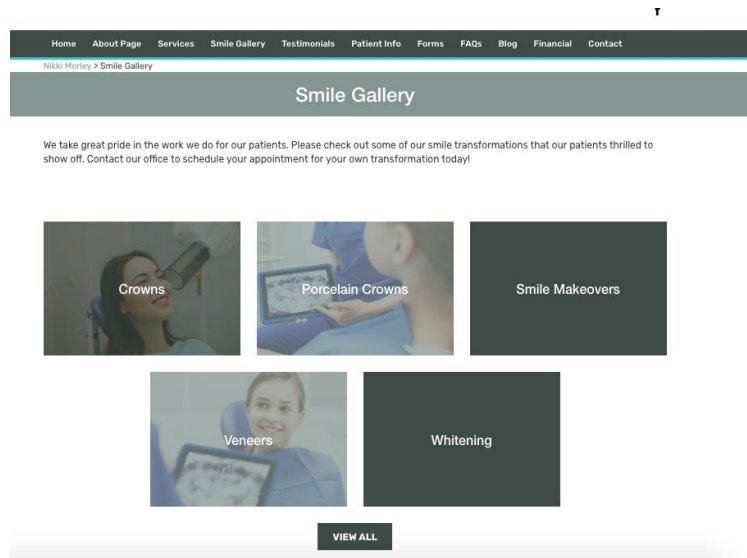 T
Home About Page Services Smile Gallery Testimonials Patient Info Forms FAQs Blog Financial Contact
Nikki Morley > Smile Gallery
Smile Gallery
We take great pride in the work we do for our patients. Please check out some of our smile transformations that our patients thrilled to
show off. Contact our office to schedule your appointment for your own transformation today!
Crowns
Porcelain Crowns
Smile Makeovers
Veneers
Whitening
VIEW ALL